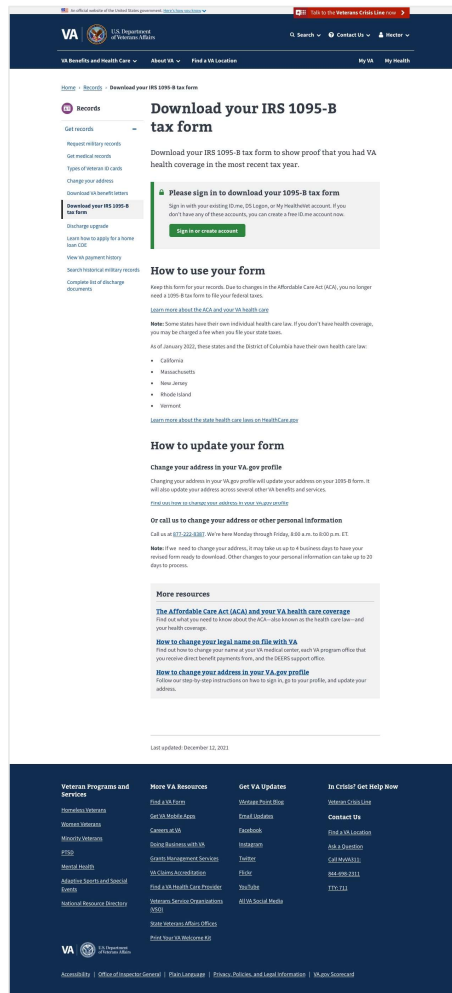 An official website of the United States government. Here's how you know
Talk to the Veterans Crisis Line now
VA
U.S. Department
of Veterans Affairs
Search
Contact Us
Hector
VA Benefits and Health Care
About VA
Find a VA Location
My VA
My Health
Home › Records › Download your IRS 1095-B tax form
Records
Get records
Request military records
Get medical records
Types of Veteran ID cards
Change your address
Download VA benefit letters
Download your IRS 1095-B
tax form
Discharge upgrade
Learn how to apply for a home
loan COE
View VA payment history
Search historical military records
Complete list of discharge
documents
Download your IRS 1095-B
tax form
Download your IRS 1095-B tax form to show proof that you had VA
health coverage in the most recent tax year.
Please sign in to download your 1095-B tax form
Sign in with your existing ID.me, DS Logon, or My HealtheVet account. If you
don't have any of these accounts, you can create a free ID.me account now.
Sign in or create account
How to use your form
Keep this form for your records. Due to changes in the Affordable Care Act (ACA), you no longer
need a 1095-B tax form to file your federal taxes.
Learn more about the ACA and your VA health care
Note: Some states have their own individual health care law. If you don't have health coverage,
you may be charged a fee when you file your state taxes.
As of January 2022, these states and the District of Columbia have their own health care law:
• California
• Massachusetts
• New Jersey
• Rhode Island
• Vermont
Learn more about the state health care laws on HealthCare.gov
How to update your form
Change your address in your VA.gov profile
Changing your address in your VA.gov profile will update your address on your 1095-B form. It
will also update your address across several other VA benefits and services.
Find out how to change your address in your VA.gov profile
Or call us to change your address or other personal information
Call us at 877-222-8387. We're here Monday through Friday, 8:00 a.m. to 8:00 p.m. ET.
Note: If we need to change your address, it may take us up to 4 business days to have your
revised form ready to download. Other changes to your personal information can take up to 20
days to process.
More resources
The Affordable Care Act (ACA) and your VA health care coverage
Find out what you need to know about the ACA—also known as the health care law—and
your health coverage.
How to change your legal name on file with VA
Find out how to change your name at your VA medical center, each VA program office that
you receive direct benefit payments from, and the DEERS support office.
How to change your address in your VA.gov profile
Follow our step-by-step instructions on hwo to sign in, go to your profile, and update your
address.
Last updated: December 12, 2021
Veteran Programs and
Services
Homeless Veterans
Women Veterans
Minority Veterans
PTSD
Mental Health
Adaptive Sports and Special
Events
National Resource Directory
More VA Resources
Find a VA Form
Get VA Mobile Apps
Careers at VA
Doing Business with VA
Grants Management Services
VA Claims Accreditation
Find a VA Health Care Provider
Veterans Service Organizations
(VSO)
State Veterans Affairs Offices
Print Your VA Welcome Kit
Get VA Updates
VAntage Point Blog
Email Updates
Facebook
Instagram
Twitter
Flickr
YouTube
All VA Social Media
In Crisis? Get Help Now
Veteran Crisis Line
Contact Us
Find a VA Location
Ask a Question
Call MyVA311:
844-698-2311
TTY: 711
VA
U.S. Department
of Veterans Affairs
Accessibility | Office of Inspector General | Plain Language | Privacy, Policies, and Legal Information | VA.gov Scorecard